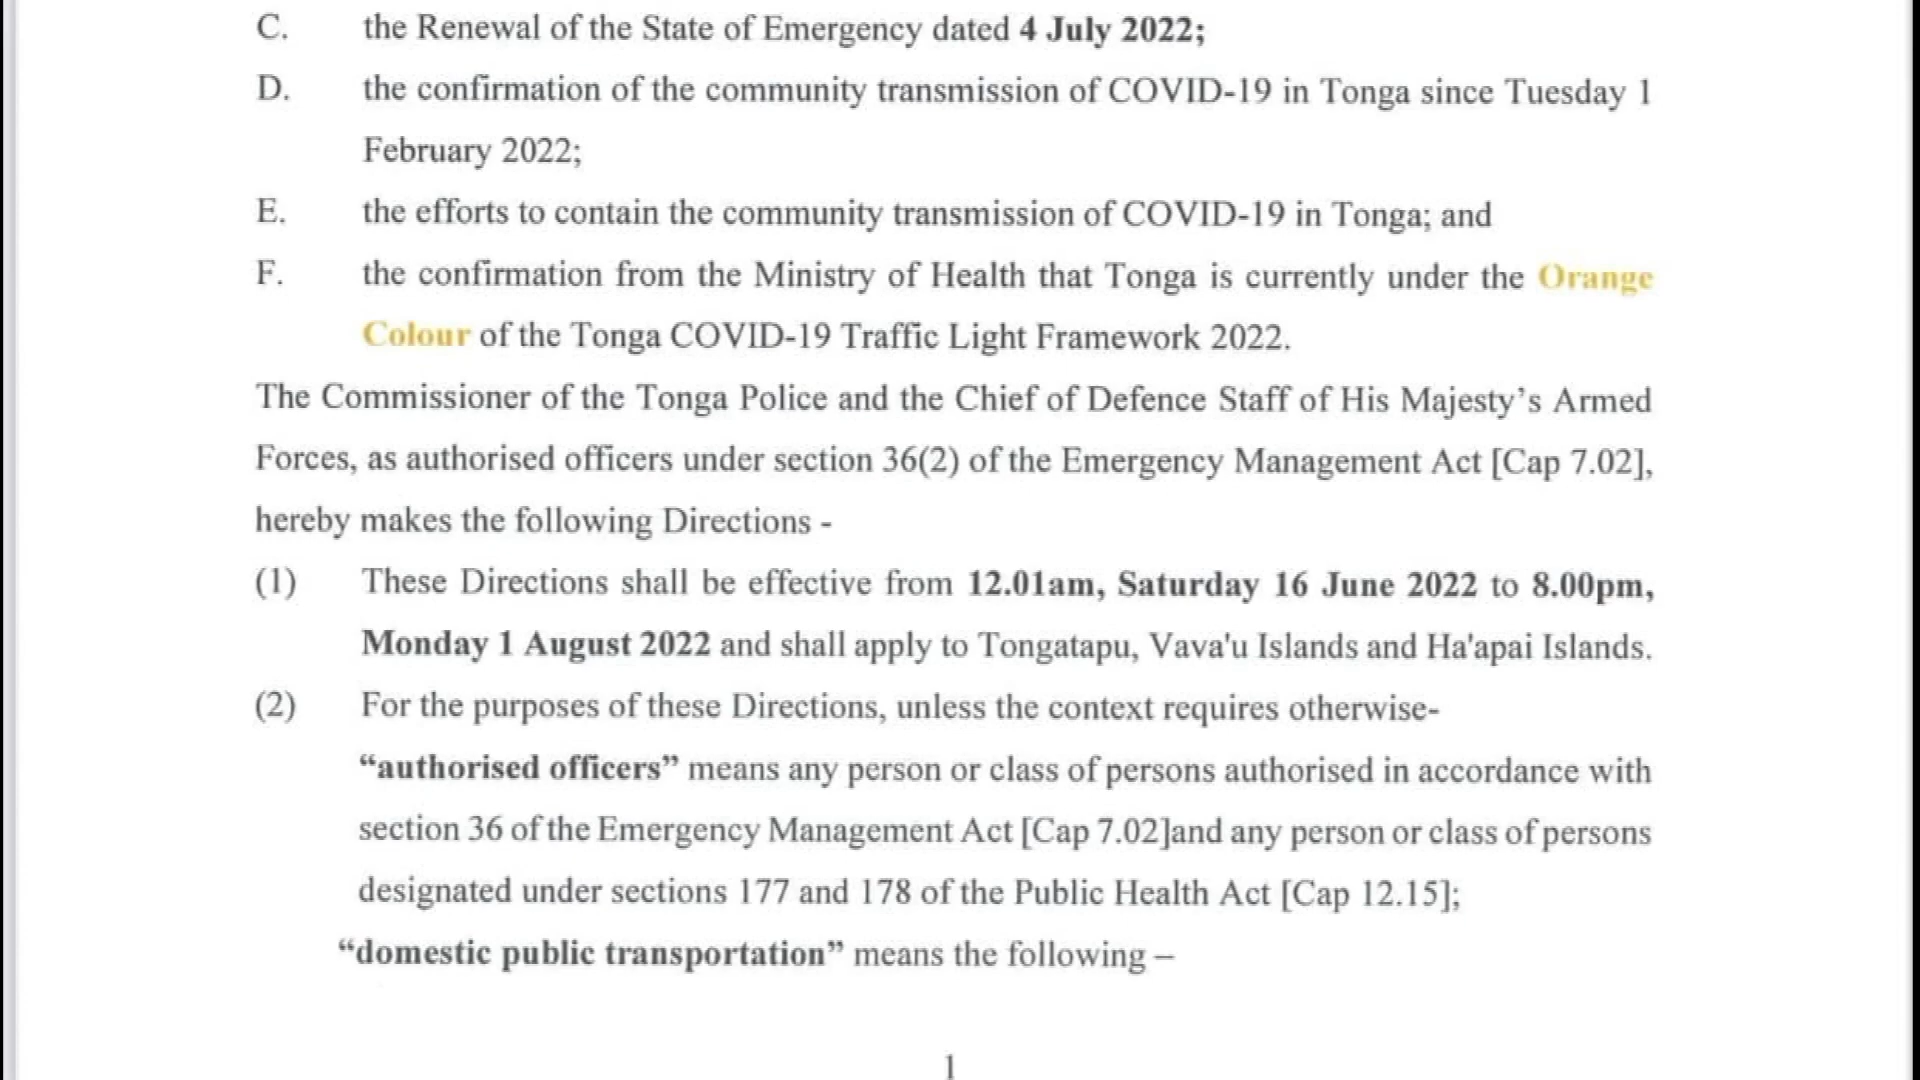 C. the Renewal of the State of Emergency dated 4 July 2022;
D. the confirmation of the community transmission of COVID-19 in Tonga since Tuesday 1
February 2022;
E. the efforts to contain the community transmission of COVID-19 in Tonga; and
F. the confirmation from the Ministry of Health that Tonga is currently under the Orange
Colour of the Tonga COVID-19 Traffic Light Framework 2022.
The Commissioner of the Tonga Police and the Chief of Defence Staff of His Majesty's Armed
Forces, as authorised officers under section 36(2) of the Emergency Management Act [Cap 7.02],
hereby makes the following Directions -
(1) These Directions shall be effective from 12.01am, Saturday 16 June 2022 to 8.00pm,
Monday 1 August 2022 and shall apply to Tongatapu, Vava'u Islands and Ha'apai Islands.
(2) For the purposes of these Directions, unless the context requires otherwise-
“authorised officers” means any person or class of persons authorised in accordance with
section 36 of the Emergency Management Act [Cap 7.02]and any person or class of persons
designated under sections 177 and 178 of the Public Health Act [Cap 12.15];
“domestic public transportation” means the following –
1